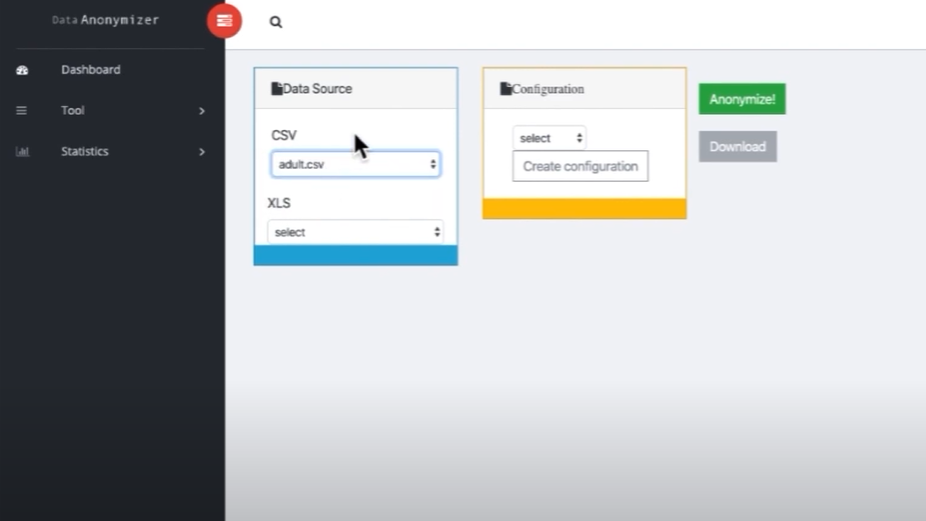 Data Anonymizer
Dashboard
Tool
Statistics
Data Source
CSV
adult.csv
XLS
select
Configuration
select
Create configuration
Anonymize!
Download